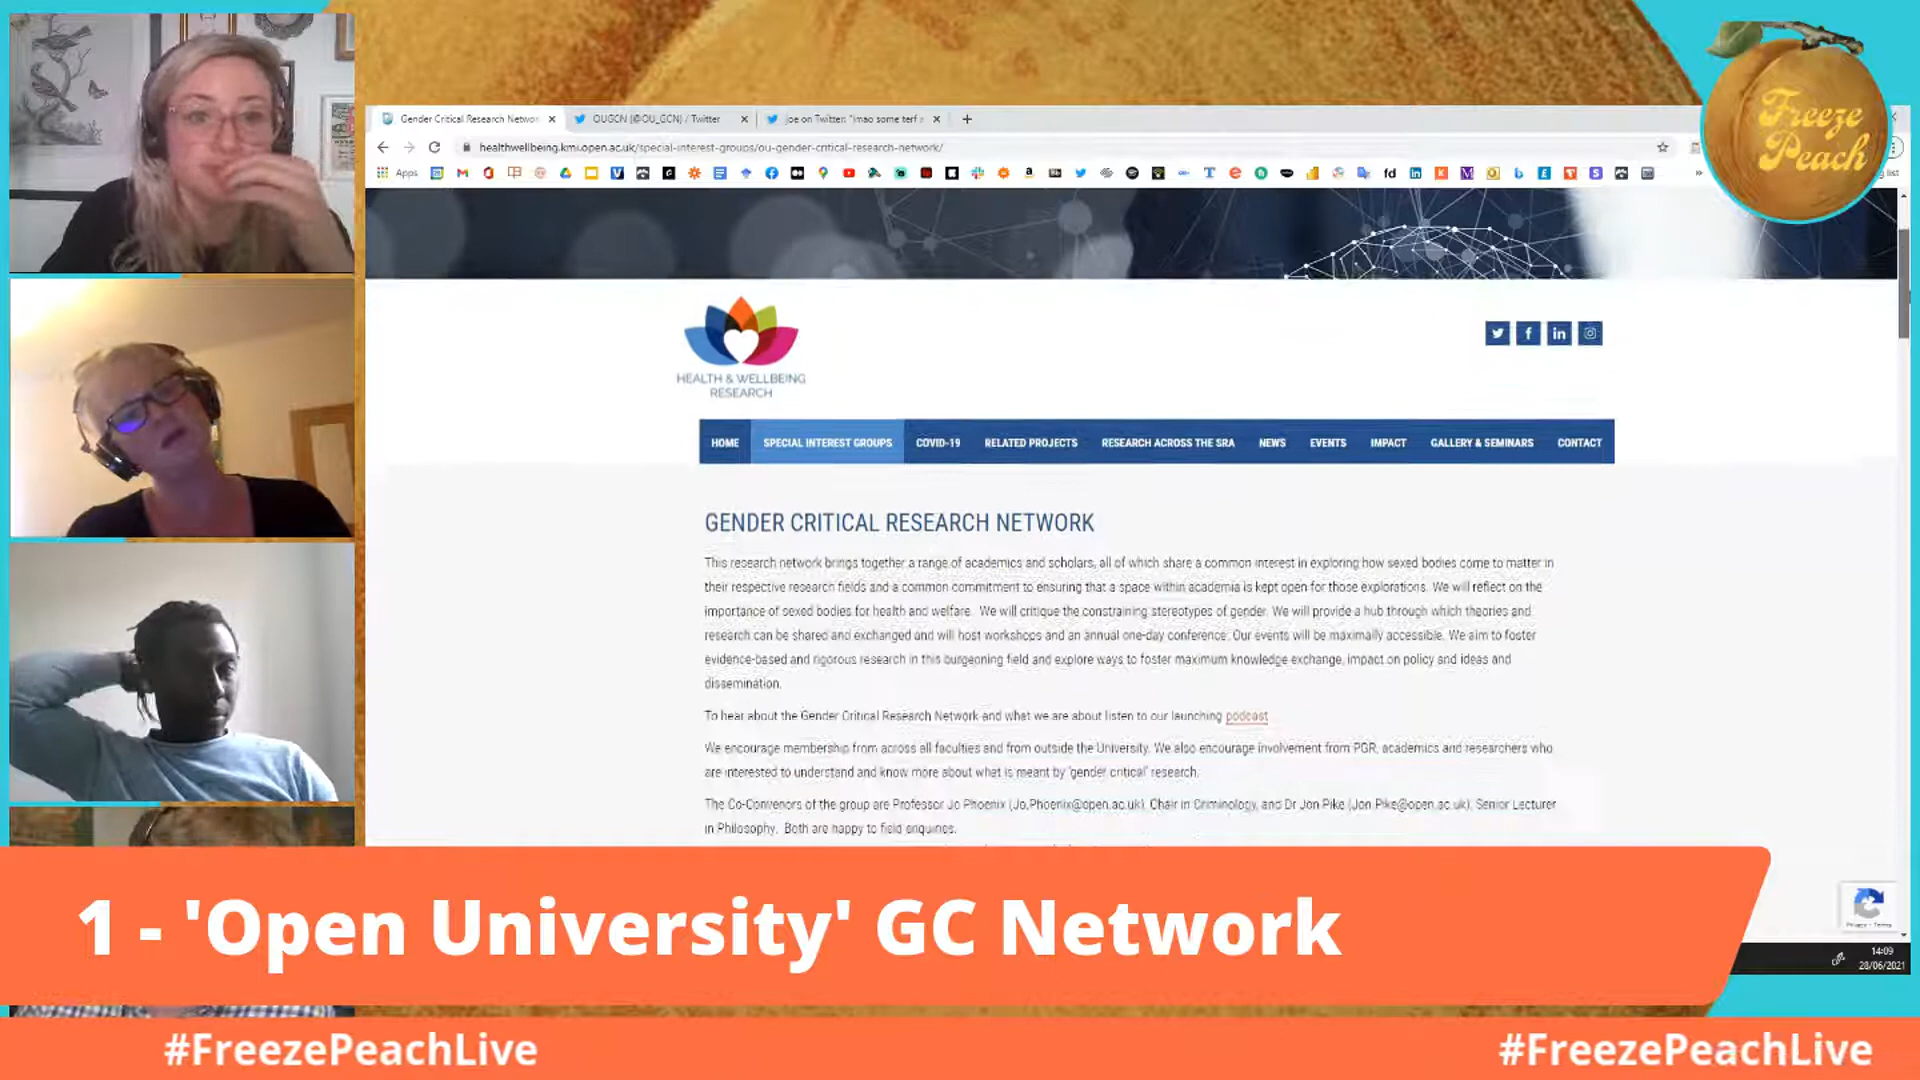 Freeze
Peach
Gender Critical Research Networ
OUGCN (@OU_GCN) / Twitter
joe on Twitter: "lmao some terf
healthwellbeing.kmi.open.ac.uk/special-interest-groups/ou-gender-critical-research-network/
Apps
HEALTH & WELLBEING
RESEARCH
HOME
SPECIAL INTEREST GROUPS
COVID-19
RELATED PROJECTS
RESEARCH ACROSS THE SRA
NEWS
EVENTS
IMPACT
GALLERY & SEMINARS
CONTACT
GENDER CRITICAL RESEARCH NETWORK
This research network brings together a range of academics and scholars, all of which share a common interest in exploring how sexed bodies come to matter in
their respective research fields and a common commitment to ensuring that a space within academia is kept open for those explorations. We will reflect on the
importance of sexed bodies for health and welfare. We will critique the constraining stereotypes of gender. We will provide a hub through which theories and
research can be shared and exchanged and will host workshops and an annual one-day conference. Our events will be maximally accessible. We aim to foster
evidence-based and rigorous research in this burgeoning field and explore ways to foster maximum knowledge exchange, impact on policy and ideas and
dissemination.
To hear about the Gender Critical Research Network and what we are about listen to our launching podcast
We encourage membership from across all faculties and from outside the University. We also encourage involvement from PGR, academics and researchers who
are interested to understand and know more about what is meant by 'gender critical' research.
The Co-Convenors of the group are Professor Jo Phoenix (Jo.Phoenix@open.ac.uk), Chair in Criminology, and Dr Jon Pike (Jon.Pike@open.ac.uk), Senior Lecturer
in Philosophy. Both are happy to field enquiries.
1 - 'Open University' GC Network
Privacy - Terms
14:09
28/06/2021
#FreezePeachLive
#FreezePeachLive